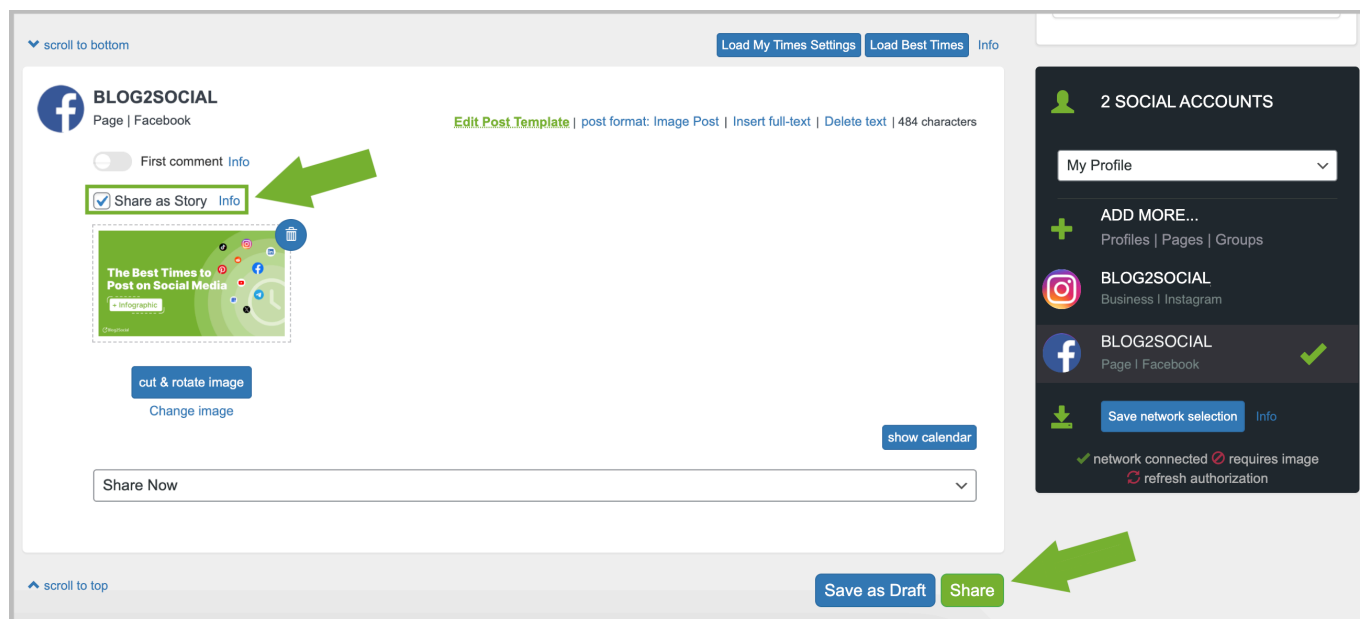 scroll to bottom
Load My Times Settings Load Best Times Info
BLOG2SOCIAL
Page | Facebook
Edit Post Template | post format: Image Post | Insert full-text | Delete text | 484 characters
First comment Info
Share as Story Info
The Best Times to
Post on Social Media
+ Infographic
Blog2Social
cut & rotate image
Change image
show calendar
Share Now
scroll to top
Save as Draft Share
2 SOCIAL ACCOUNTS
My Profile
ADD MORE...
Profiles | Pages | Groups
BLOG2SOCIAL
Business | Instagram
BLOG2SOCIAL
Page | Facebook
Save network selection Info
network connected requires image
refresh authorization